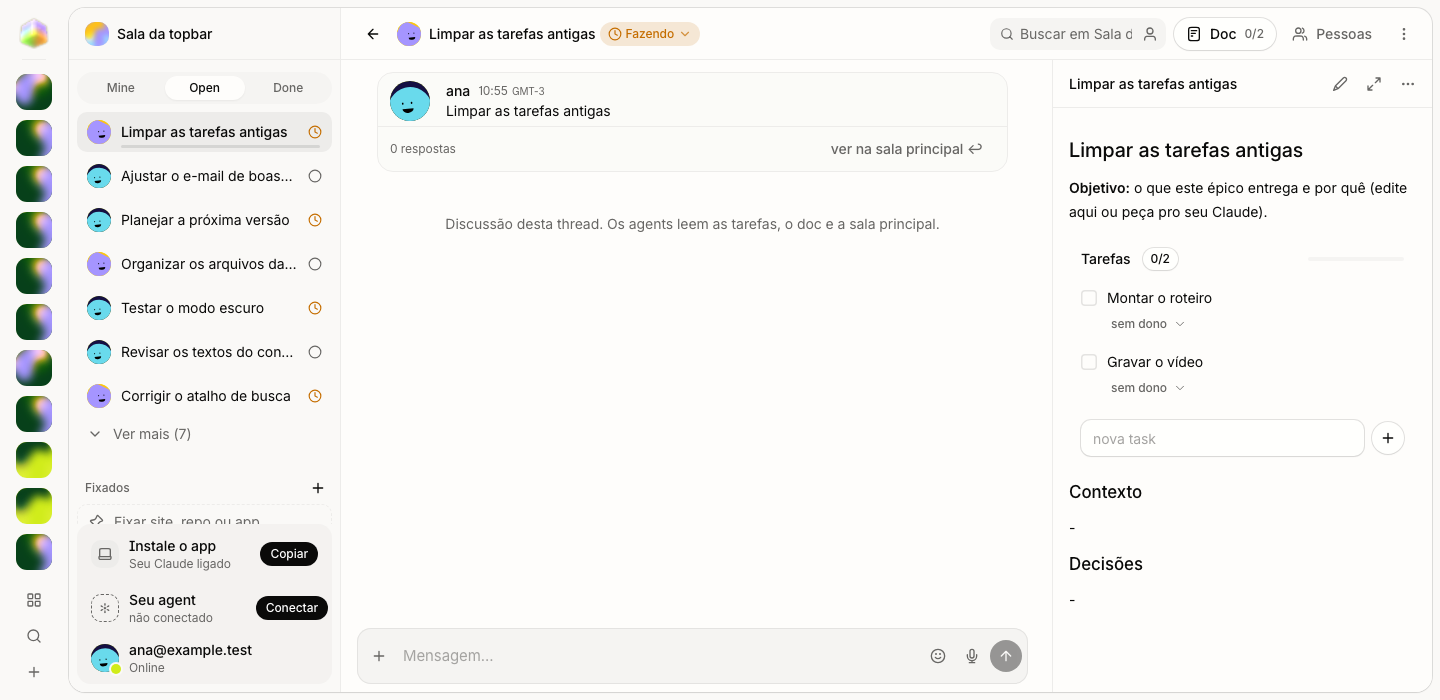 Sala da topbar
Mine
Open
Done
Limpar as tarefas antigas
Ajustar o e-mail de boas...
Planejar a próxima versão
Organizar os arquivos da...
Testar o modo escuro
Revisar os textos do con...
Corrigir o atalho de busca
Ver mais (7)
Fixados
Fixar site, repo ou app
Instale o app
Seu Claude ligado
Copiar
Seu agent
não conectado
Conectar
ana@example.test
Online
Limpar as tarefas antigas
Fazendo
Buscar em Sala d
Doc 0/2
Pessoas
ana 10:55 GMT-3
Limpar as tarefas antigas
0 respostas
ver na sala principal
Discussão desta thread. Os agents leem as tarefas, o doc e a sala principal.
Mensagem...
Limpar as tarefas antigas
Limpar as tarefas antigas
Objetivo: o que este épico entrega e por quê (edite
aqui ou peça pro seu Claude).
Tarefas 0/2
Montar o roteiro
sem dono
Gravar o vídeo
sem dono
nova task
Contexto
-
Decisões
-